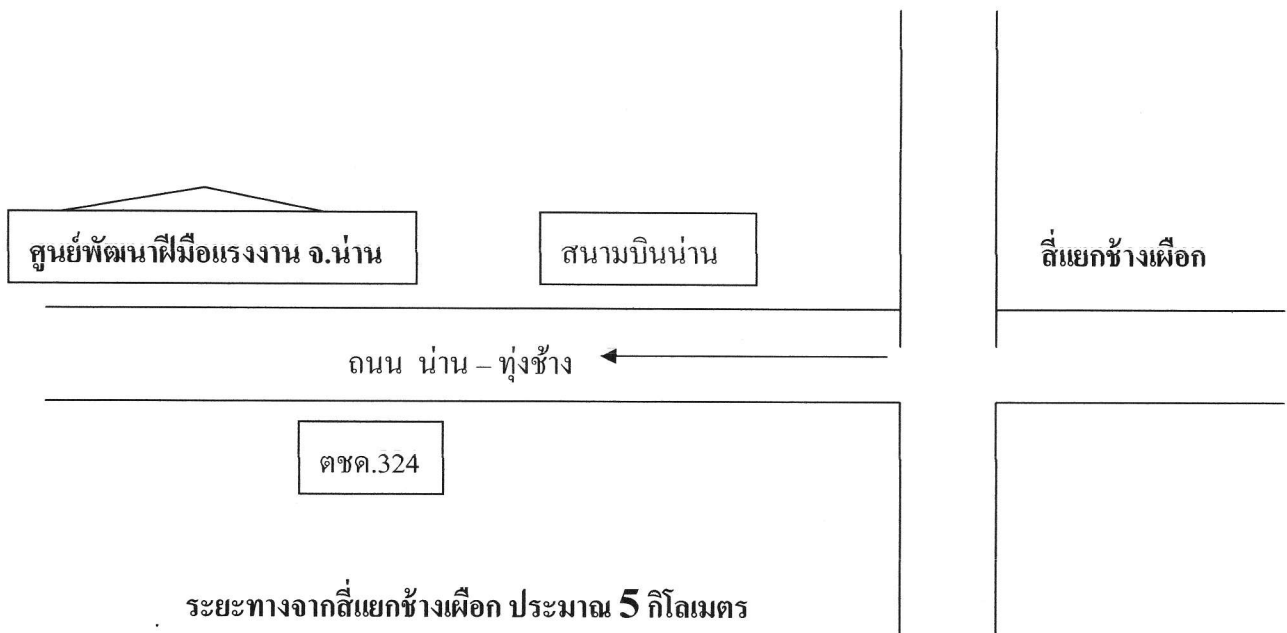 ศูนย์พัฒนาฝีมือแรงงาน จ.น่าน
สนามบินน่าน
สี่แยกช้างเผือก
ถนน น่าน – ทุ่งช้าง
ตชด.324
ระยะทางจากสี่แยกช้างเผือก ประมาณ 5 กิโลเมตร